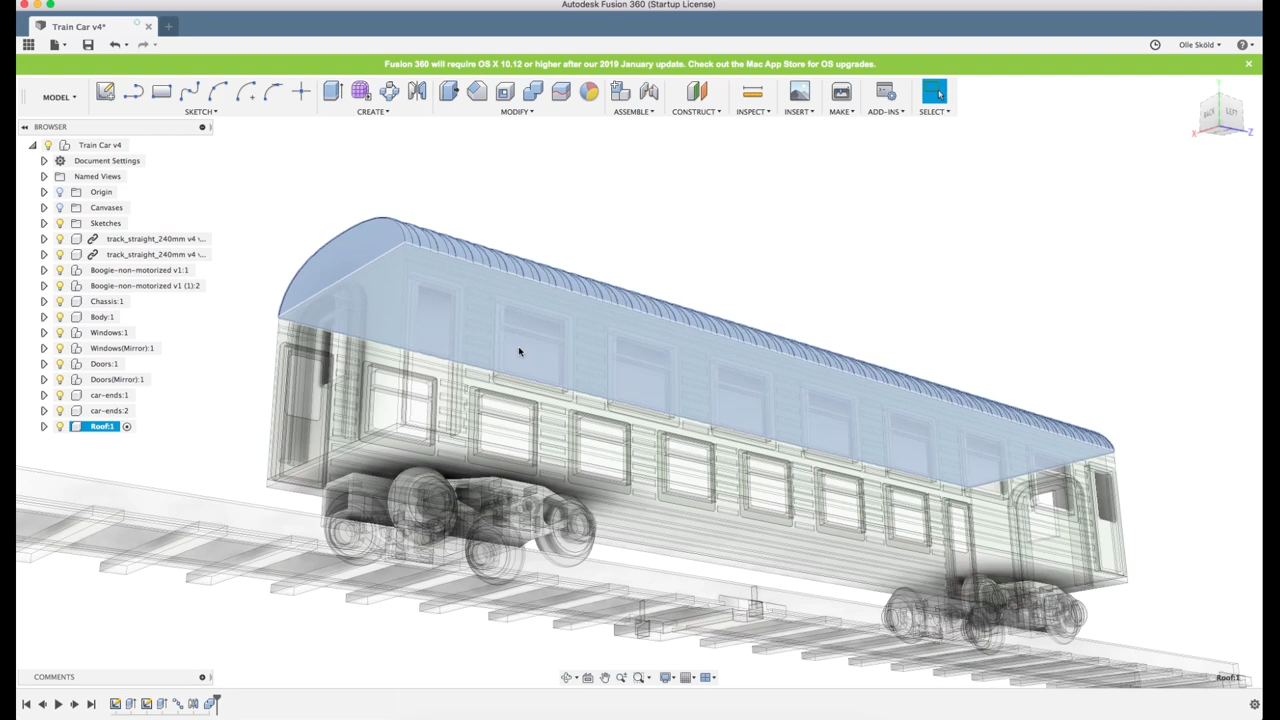 Autodesk Fusion 360 (Startup License)
Train Car v4*
Olle Sköld
Fusion 360 will require OS X 10.12 or higher after our 2019 January update. Check out the Mac App Store for OS upgrades.
MODEL
SKETCH
CREATE
MODIFY
ASSEMBLE
CONSTRUCT
INSPECT
INSERT
MAKE
ADD-INS
SELECT
BACK
LEFT
X
Z
BROWSER
Train Car v4
Document Settings
Named Views
Origin
Canvases
Sketches
track_straight_240mm v4 ...
track_straight_240mm v4 ...
Boogie-non-motorized v1:1
Boogie-non-motorized v1 (1):2
Chassis:1
Body:1
Windows:1
Windows(Mirror):1
Doors:1
Doors(Mirror):1
car-ends:1
car-ends:2
Roof:1
COMMENTS
Roof:1